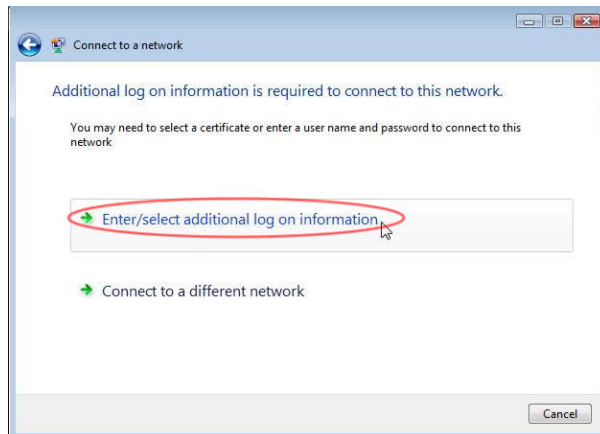 Connect to a network
Additional log on information is required to connect to this network.
You may need to select a certificate or enter a user name and password to connect to this
network
Enter/select additional log on information
Connect to a different network
Cancel